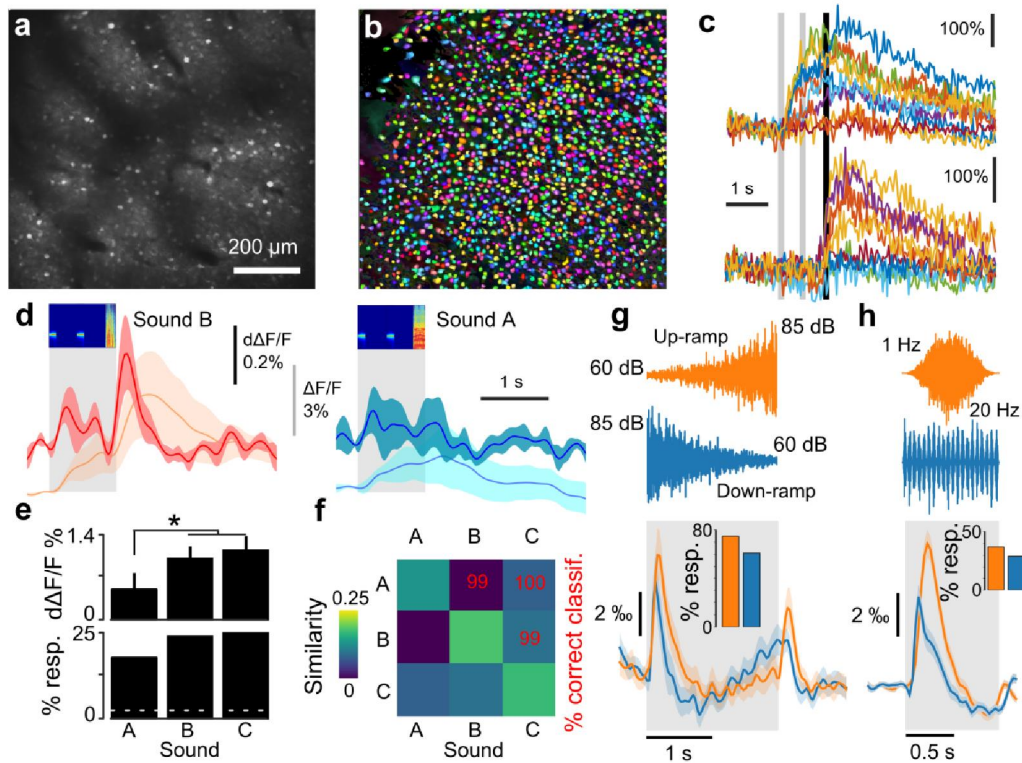 a
200 µm
b
c
100%
100%
1 s
d
Sound B
dΔF/F
0.2%
ΔF/F
3%
Sound A
1 s
e
*
1.4
dΔF/F %
0
25
% resp.
0
A B C
Sound
f
A B C
0.25
Similarity
0
A 99 100
B 99
C
A B C
Sound
% correct classif.
g
Up-ramp
85 dB
60 dB
85 dB
60 dB
Down-ramp
80
% resp.
0
2 ‰
1 s
h
1 Hz
20 Hz
50
% resp.
0
2 ‰
0.5 s